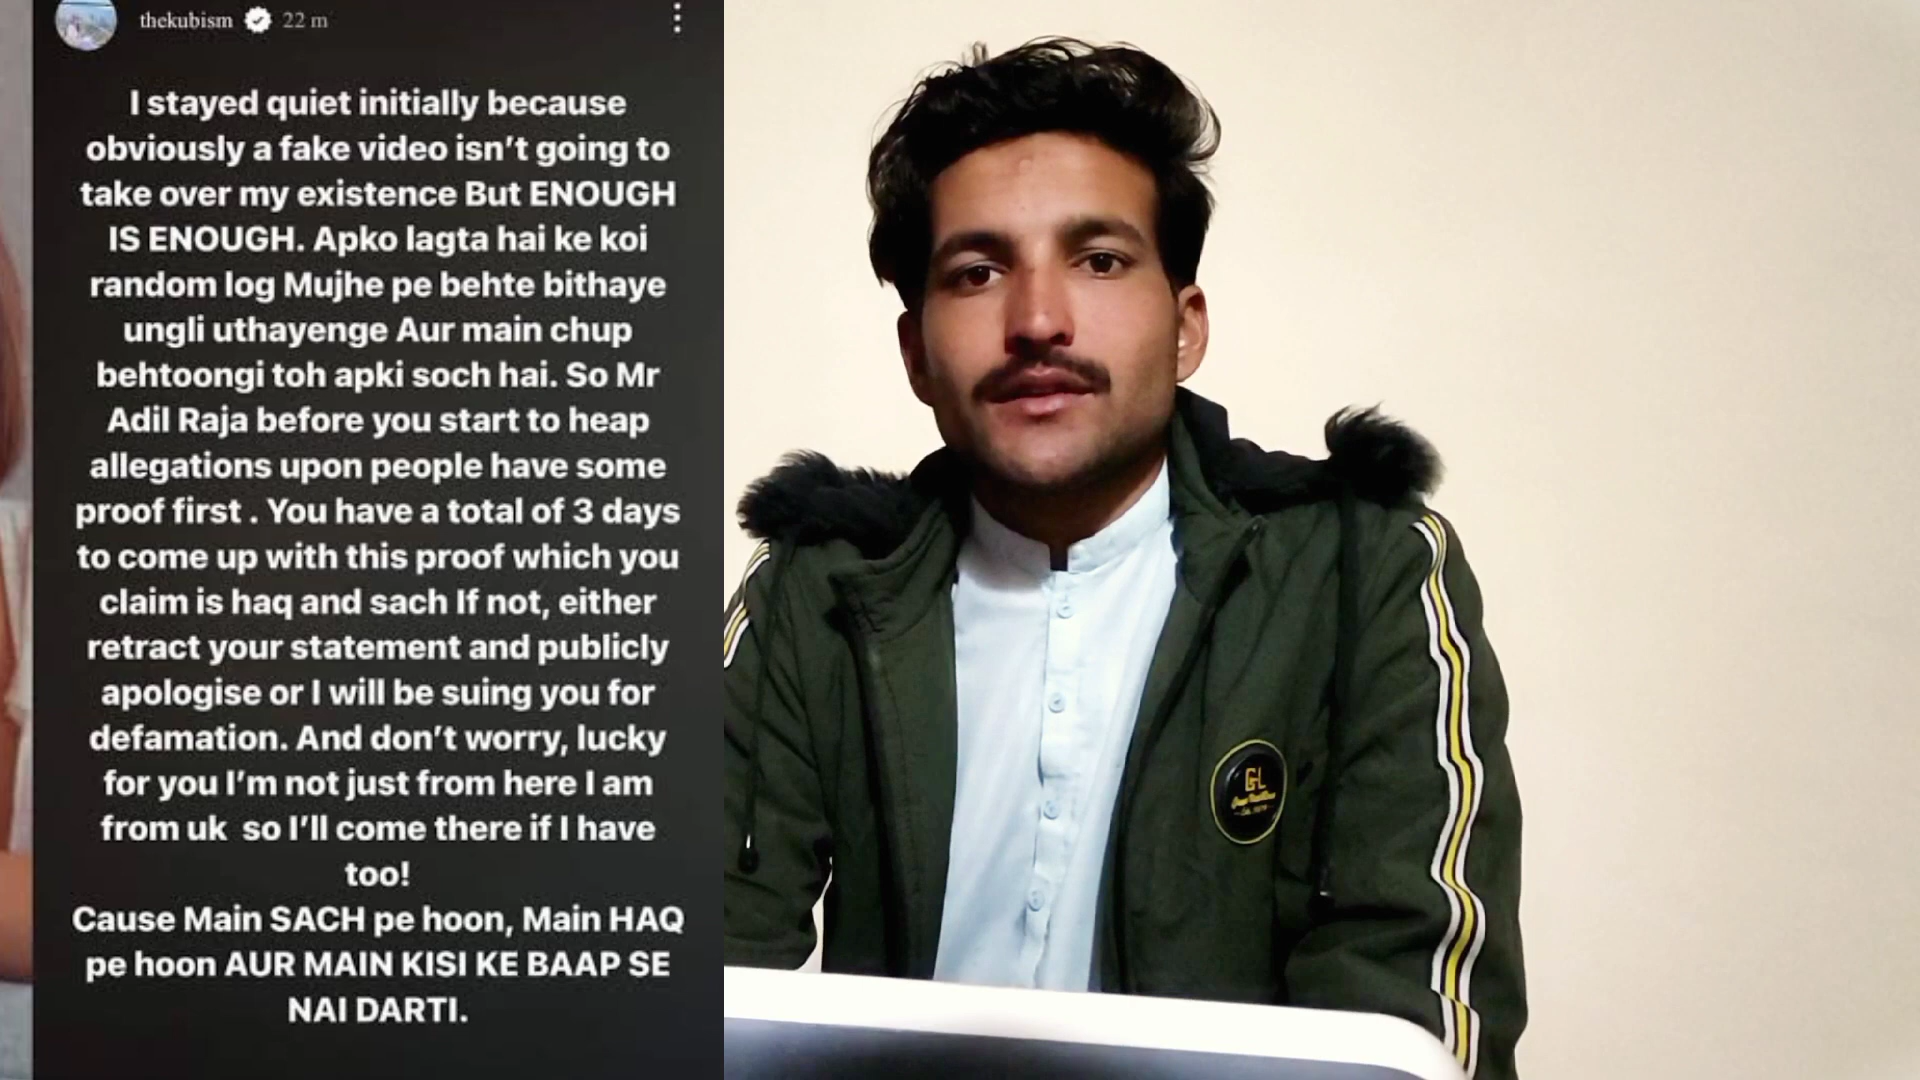 thekubism 22 m
I stayed quiet initially because
obviously a fake video isn't going to
take over my existence But ENOUGH
IS ENOUGH. Apko lagta hai ke koi
random log Mujhe pe behte bithaye
ungli uthayenge Aur main chup
behtoongi toh apki soch hai. So Mr
Adil Raja before you start to heap
allegations upon people have some
proof first . You have a total of 3 days
to come up with this proof which you
claim is haq and sach If not, either
retract your statement and publicly
apologise or I will be suing you for
defamation. And don't worry, lucky
for you I'm not just from here I am
from uk so I'll come there if I have
too!
Cause Main SACH pe hoon, Main HAQ
pe hoon AUR MAIN KISI KE BAAP SE
NAI DARTI.
GL